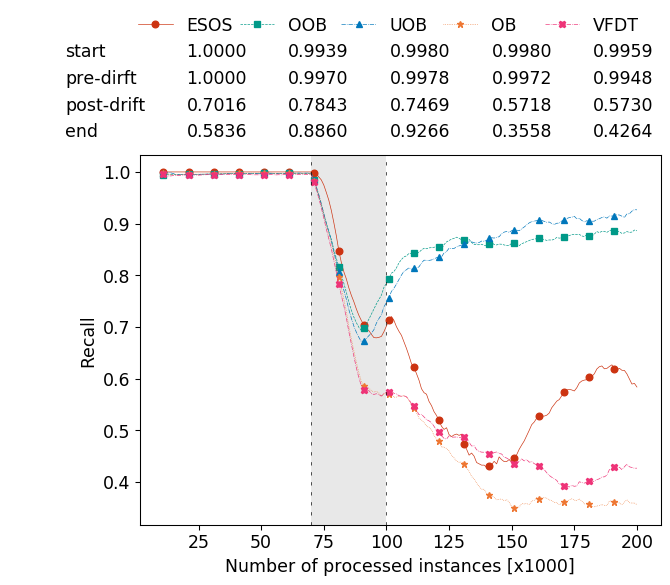 ESOS OOB UOB OB VFDT
start 1.0000 0.9939 0.9980 0.9980 0.9959
pre-dirft 1.0000 0.9970 0.9978 0.9972 0.9948
post-drift 0.7016 0.7843 0.7469 0.5718 0.5730
end 0.5836 0.8860 0.9266 0.3558 0.4264
1.0
0.9
0.8
0.7
0.6
0.5
0.4
Recall
25 50 75 100 125 150 175 200
Number of processed instances [x1000]